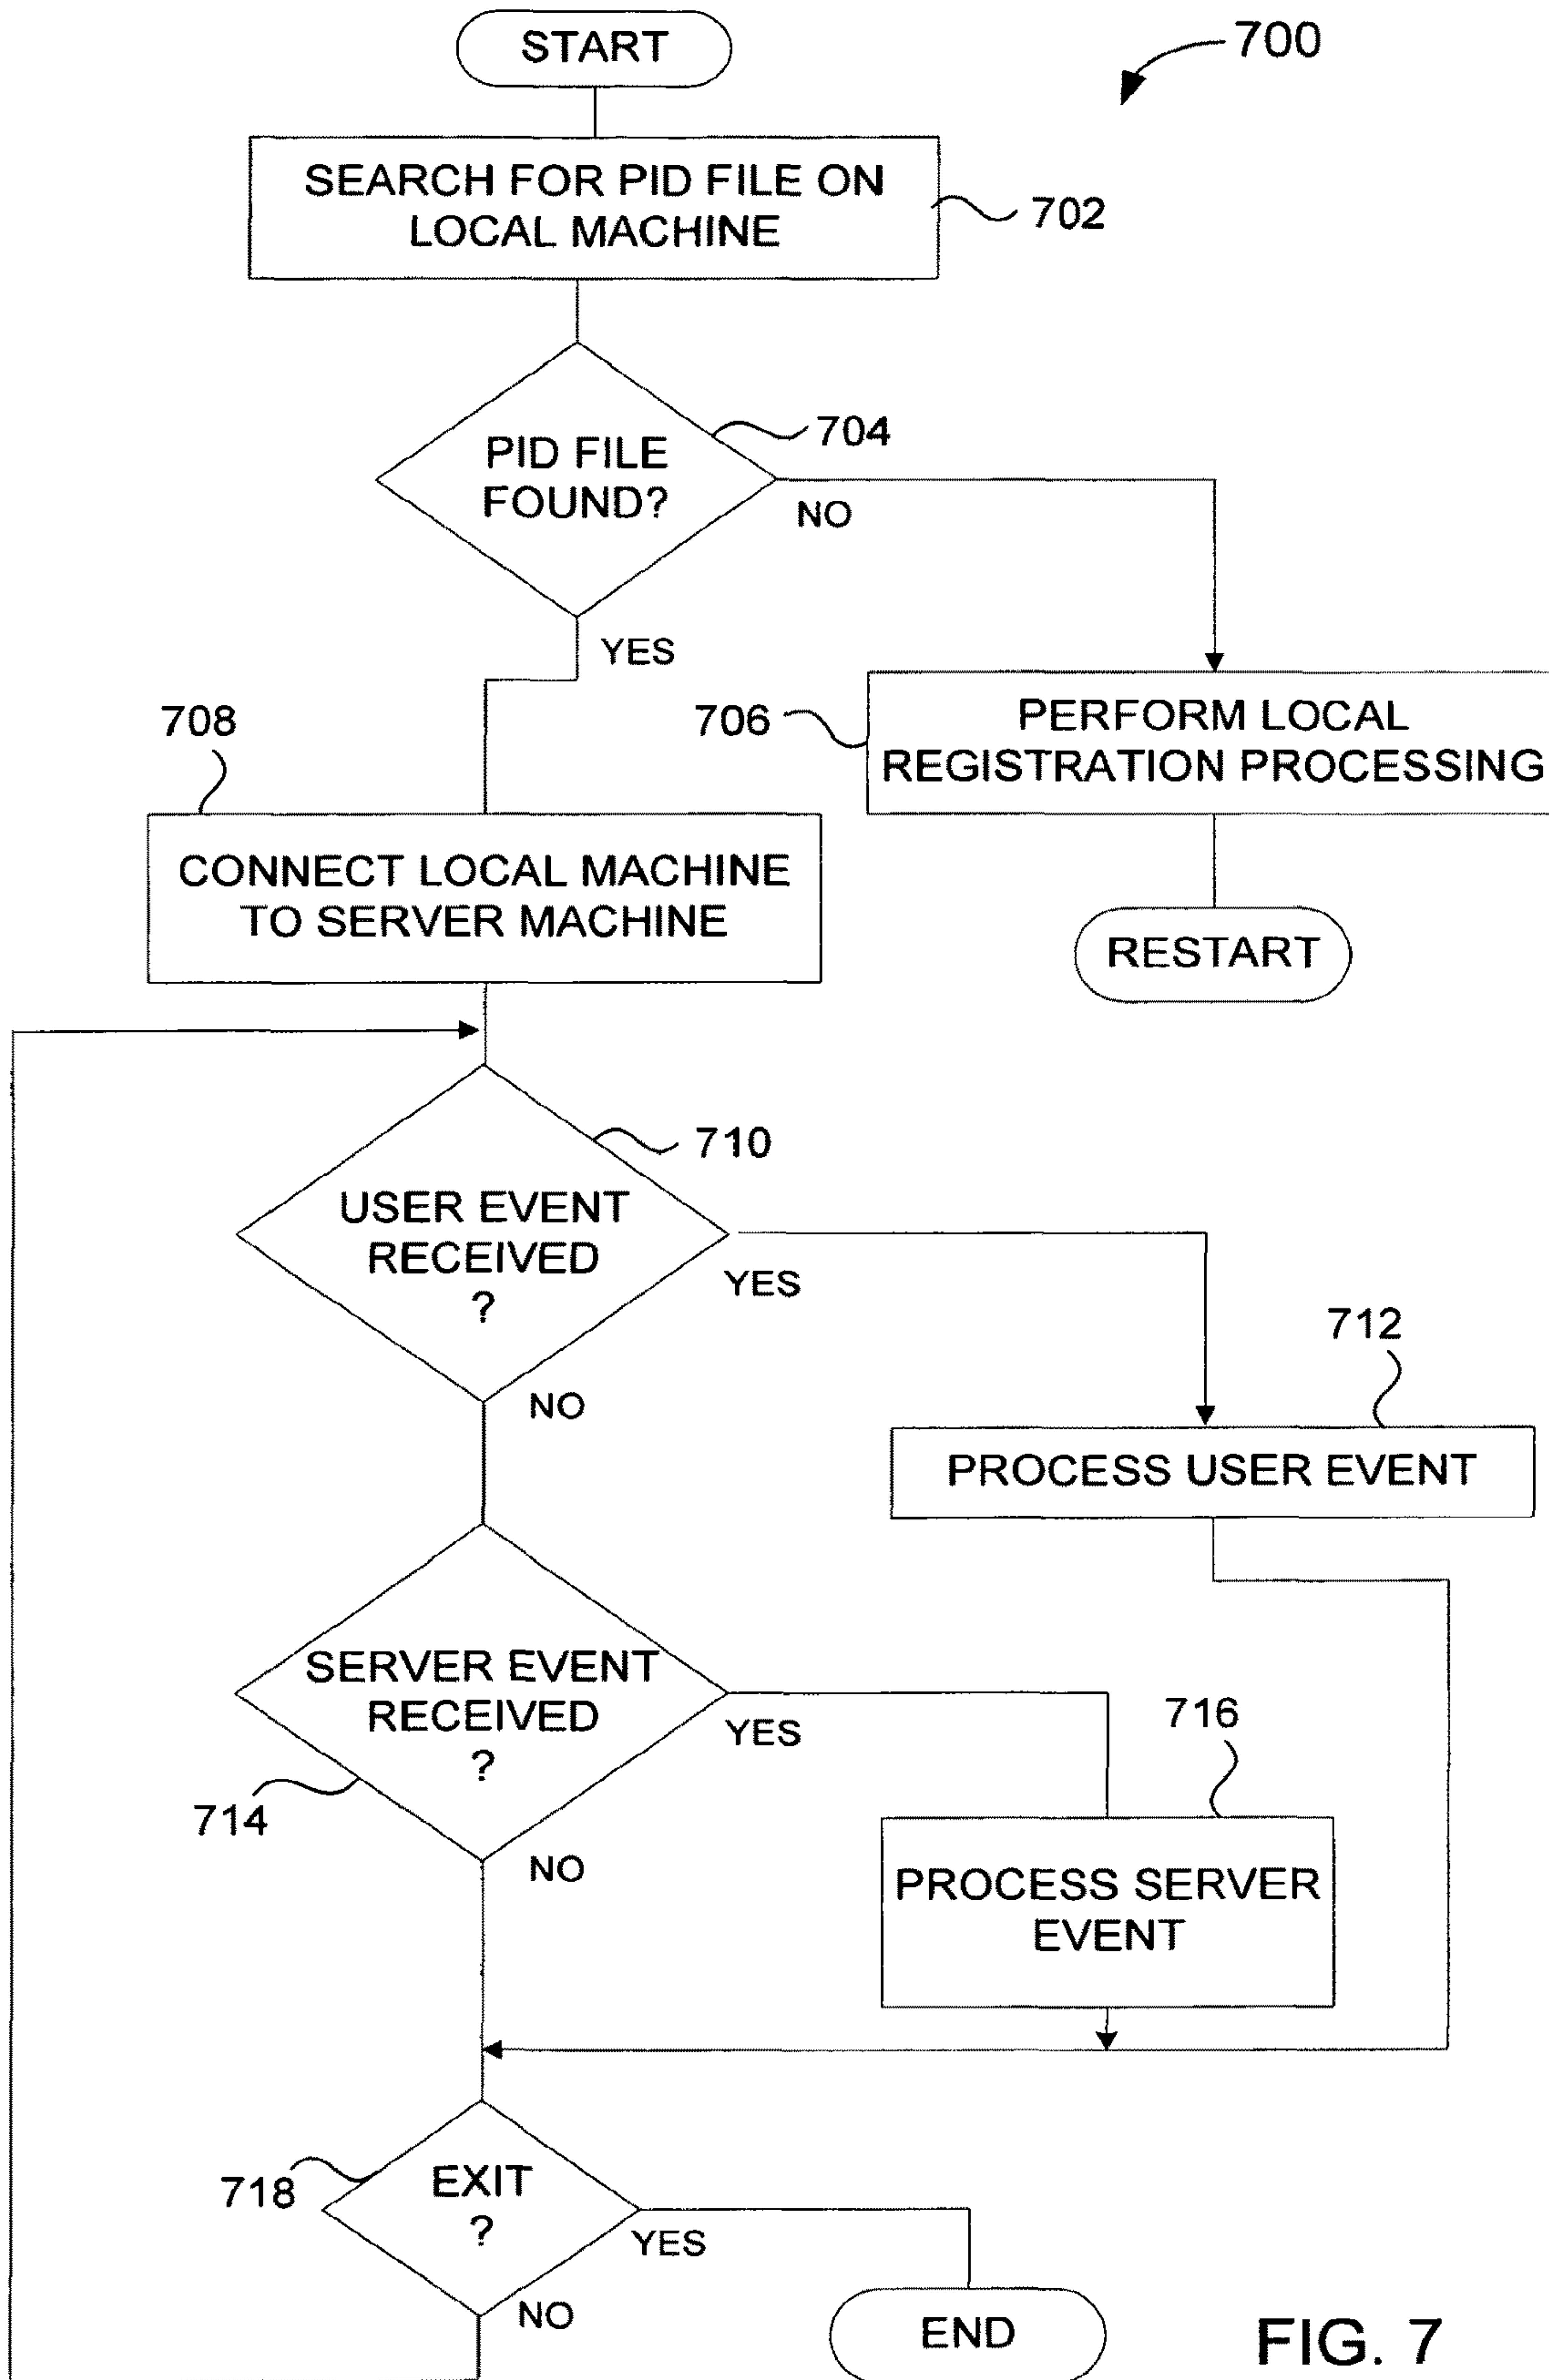 START
700
SEARCH FOR PID FILE ON
LOCAL MACHINE
702
PID FILE
FOUND?
704
NO
YES
708
706
PERFORM LOCAL
REGISTRATION PROCESSING
CONNECT LOCAL MACHINE
TO SERVER MACHINE
RESTART
710
USER EVENT
RECEIVED
?
YES
NO
712
PROCESS USER EVENT
SERVER EVENT
RECEIVED
?
YES
714
NO
716
PROCESS SERVER
EVENT
718
EXIT
?
YES
NO
END
FIG. 7